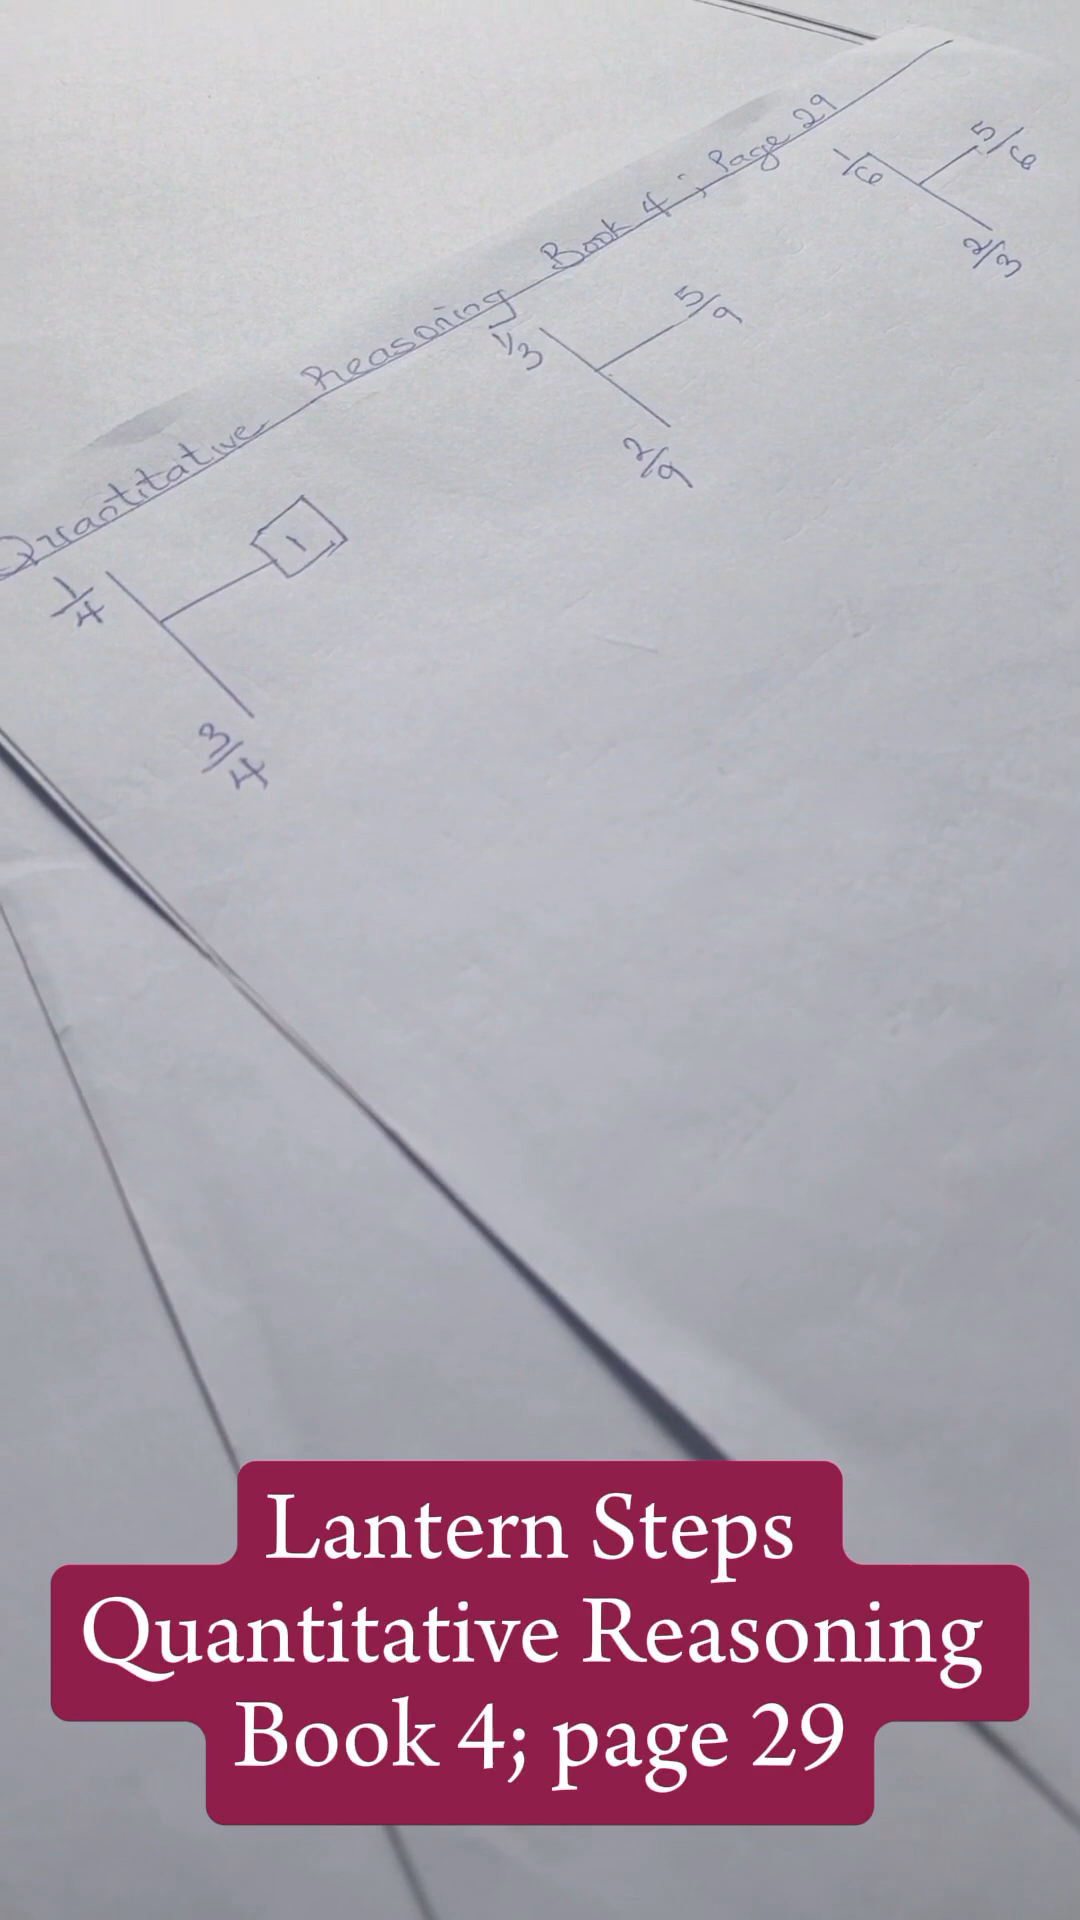 Quantitative Reasoning Book 4; Page 29
1/4
1
3/4
1/3
5/9
2/9
1/6
5/6
2/3
Lantern Steps
Quantitative Reasoning
Book 4; page 29